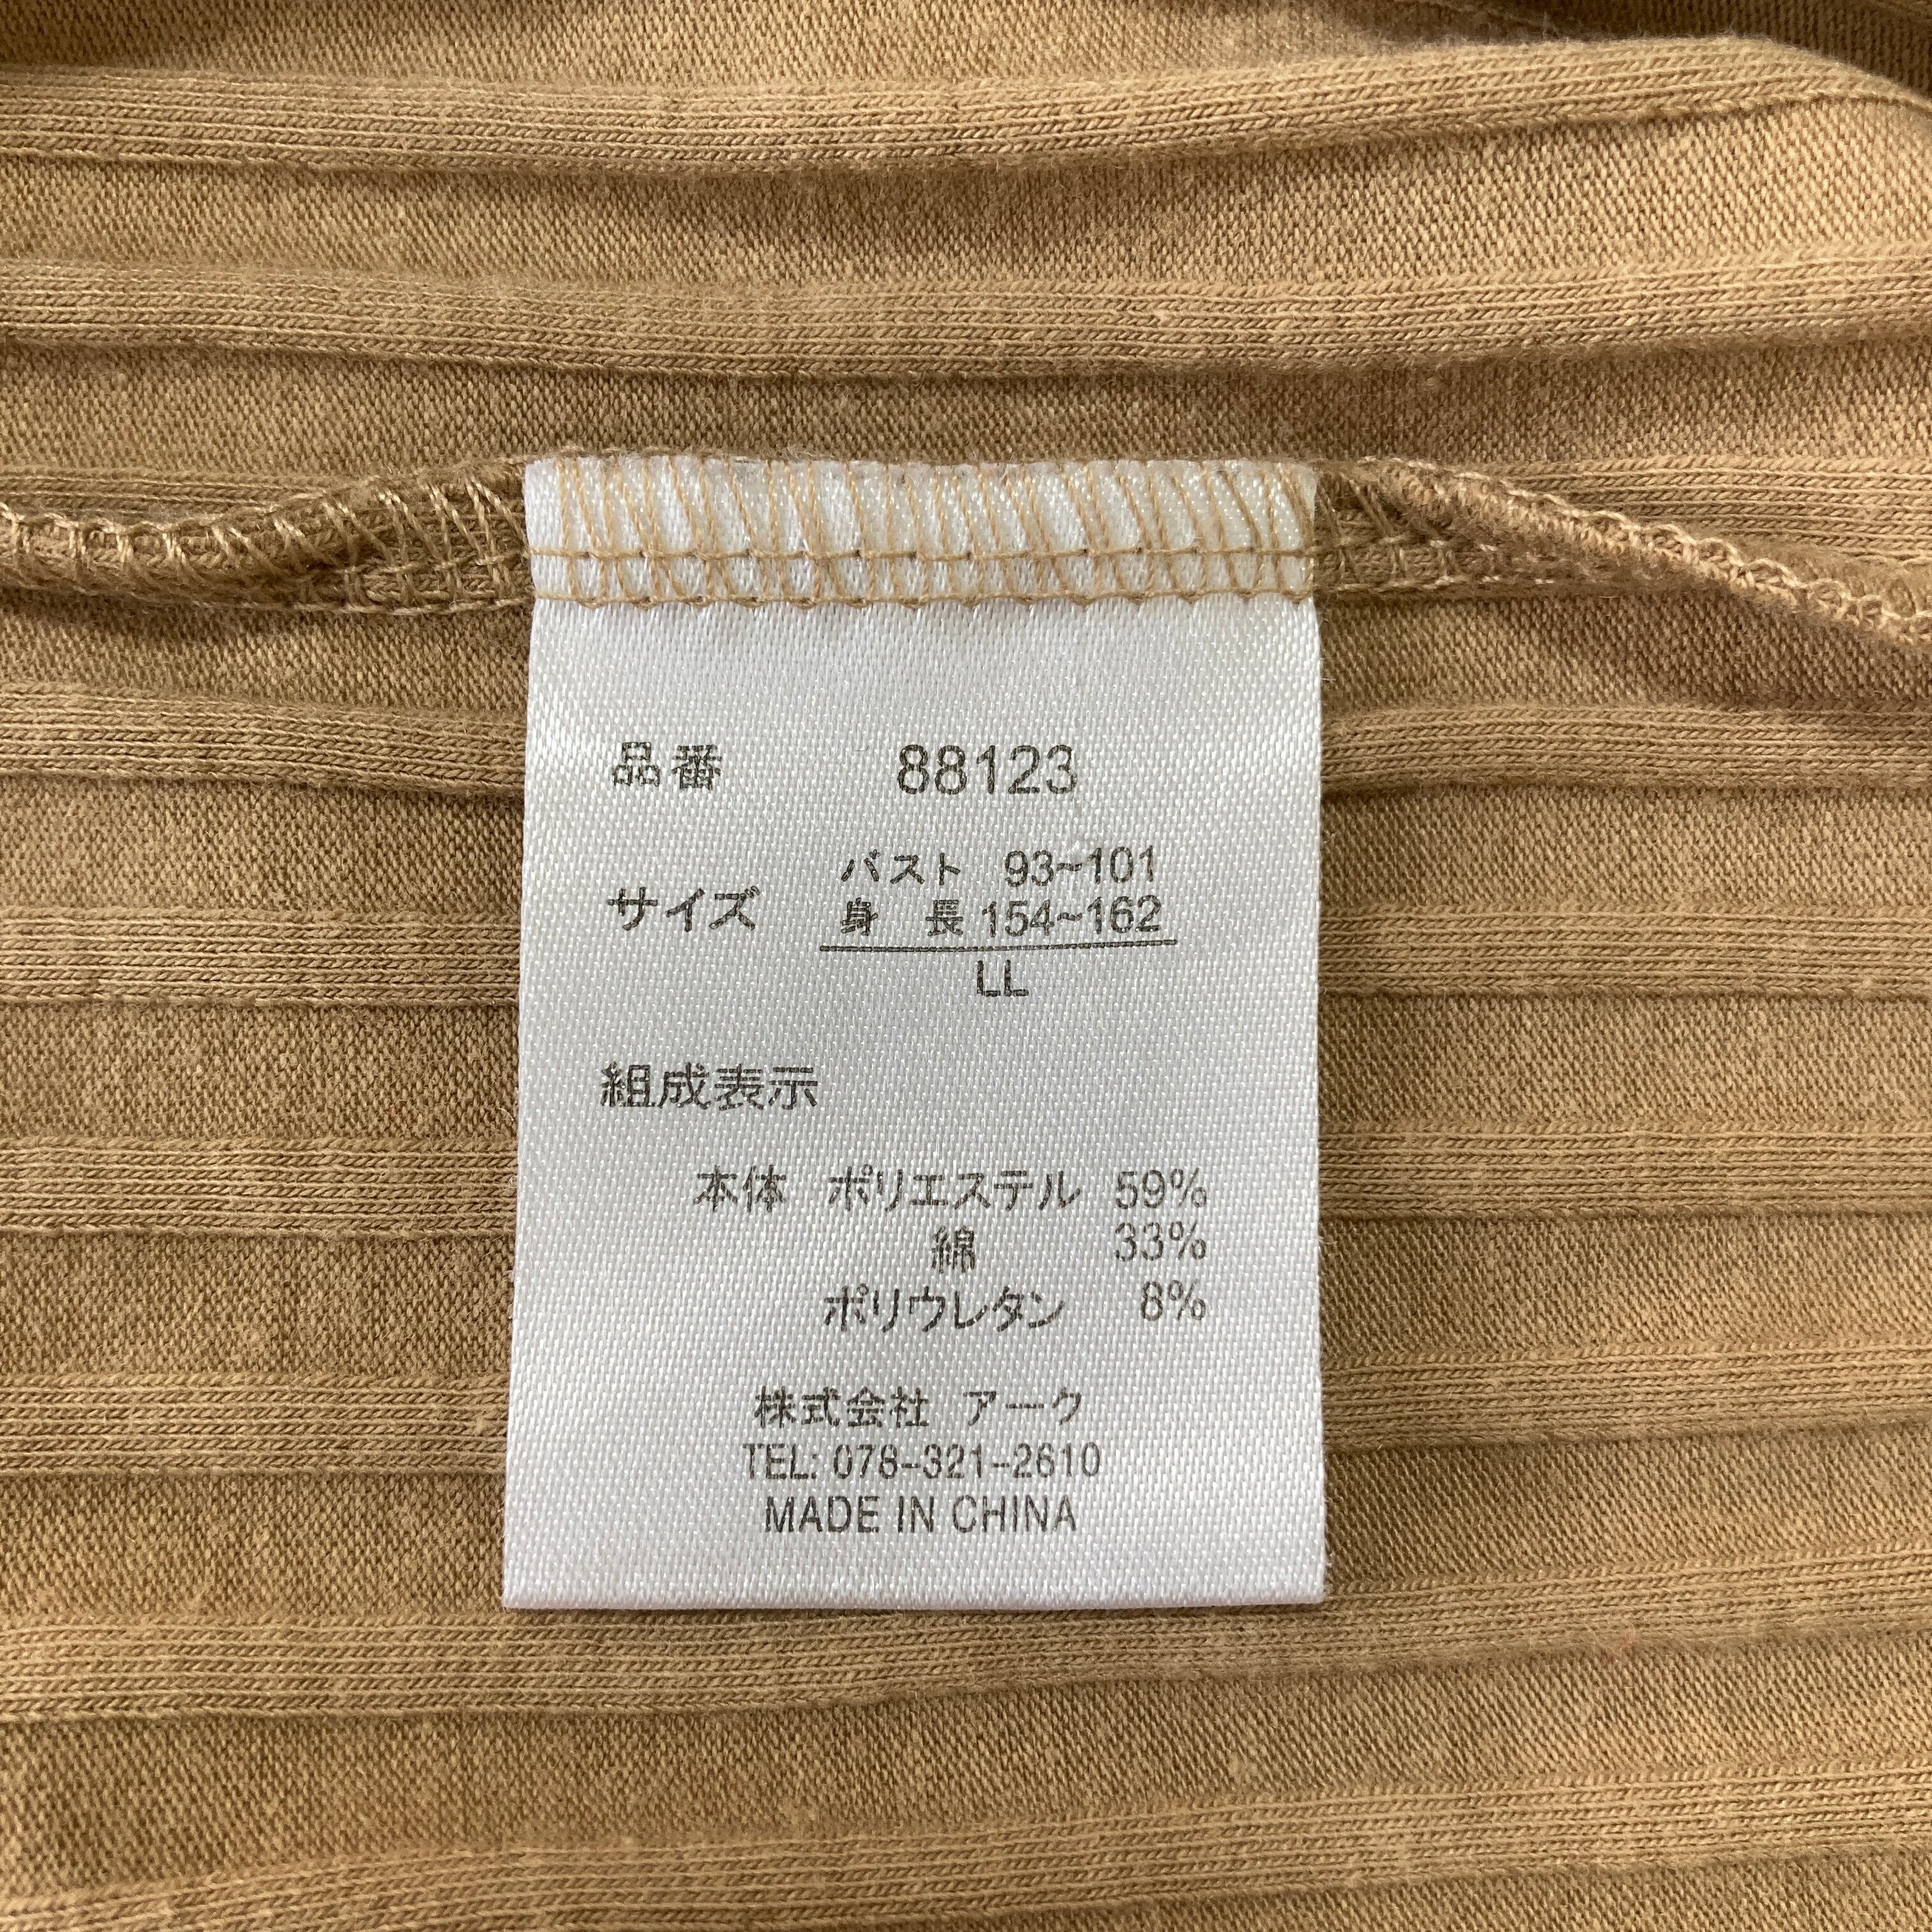 品番 88123
サイズ バスト 93~101
身 長 154~162
LL
組成表示
本体 ポリエステル 59%
綿 33%
ポリウレタン 8%
株式会社 アーク
TEL: 078-321-2610
MADE IN CHINA